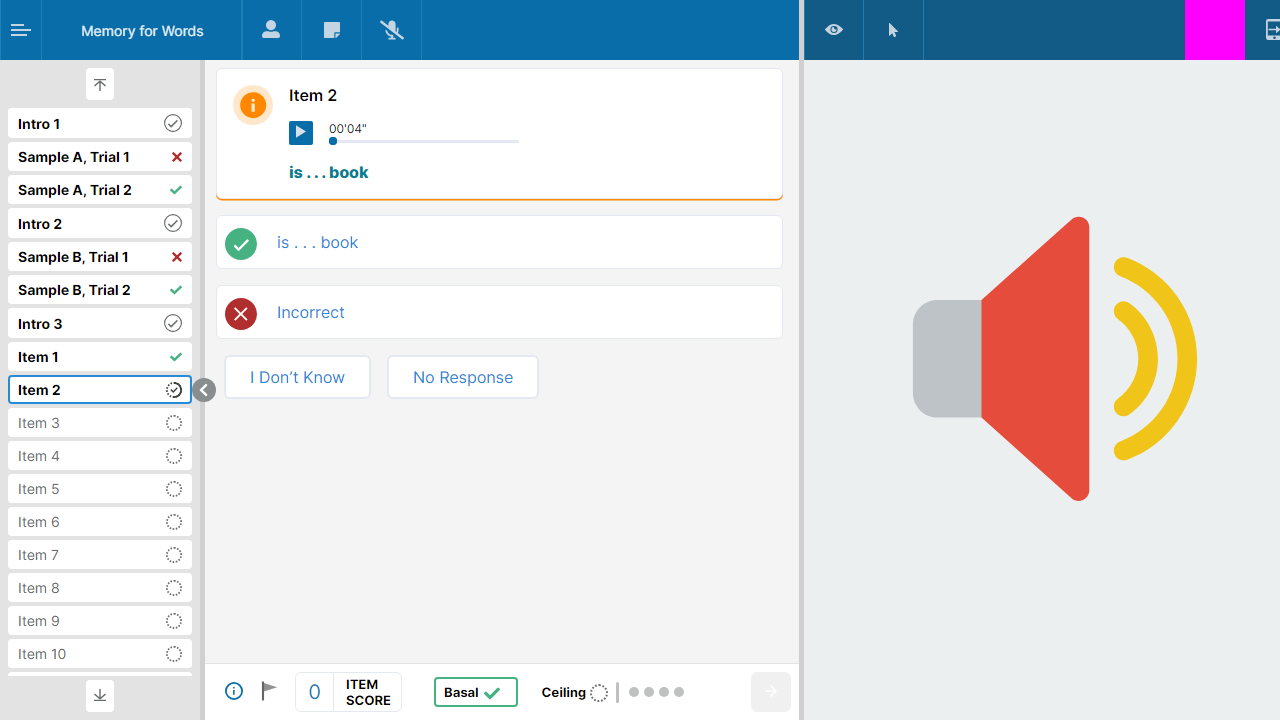 Memory for Words
Intro 1
Sample A, Trial 1
Sample A, Trial 2
Intro 2
Sample B, Trial 1
Sample B, Trial 2
Intro 3
Item 1
Item 2
Item 3
Item 4
Item 5
Item 6
Item 7
Item 8
Item 9
Item 10
Item 2
00'04"
is . . . book
is . . . book
Incorrect
I Don’t Know
No Response
0
ITEM
SCORE
Basal
Ceiling